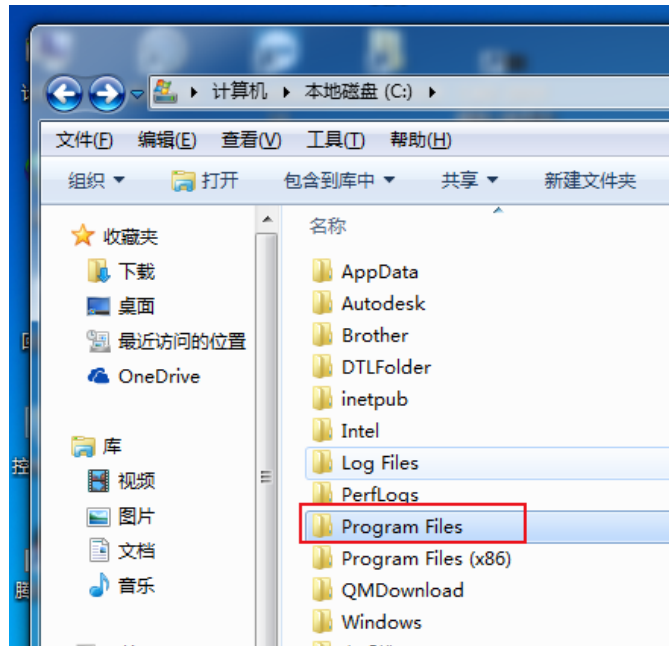 计算机 本地磁盘 (C:)
文件(F) 编辑(E) 查看(V) 工具(T) 帮助(H)
组织 打开 包含到库中 共享 新建文件夹
收藏夹
下载
桌面
最近访问的位置
OneDrive
库
视频
图片
文档
音乐
名称
AppData
Autodesk
Brother
DTLFolder
inetpub
Intel
Log Files
PerfLogs
Program Files
Program Files (x86)
QMDownload
Windows
控
腾